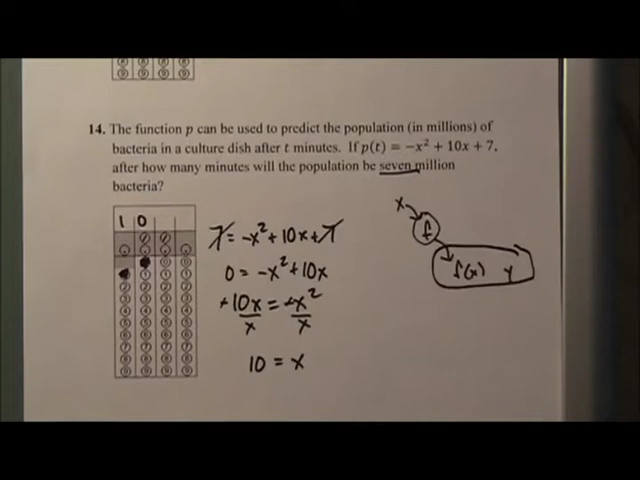 14. The function p can be used to predict the population (in millions) of
bacteria in a culture dish after t minutes. If p(t) = −x² + 10x + 7,
after how many minutes will the population be seven million
bacteria?
1 0
7 = -x² + 10x + 7
0 = -x² + 10x
-10x = -x²
x x
10 = x
x
f
f(x) y